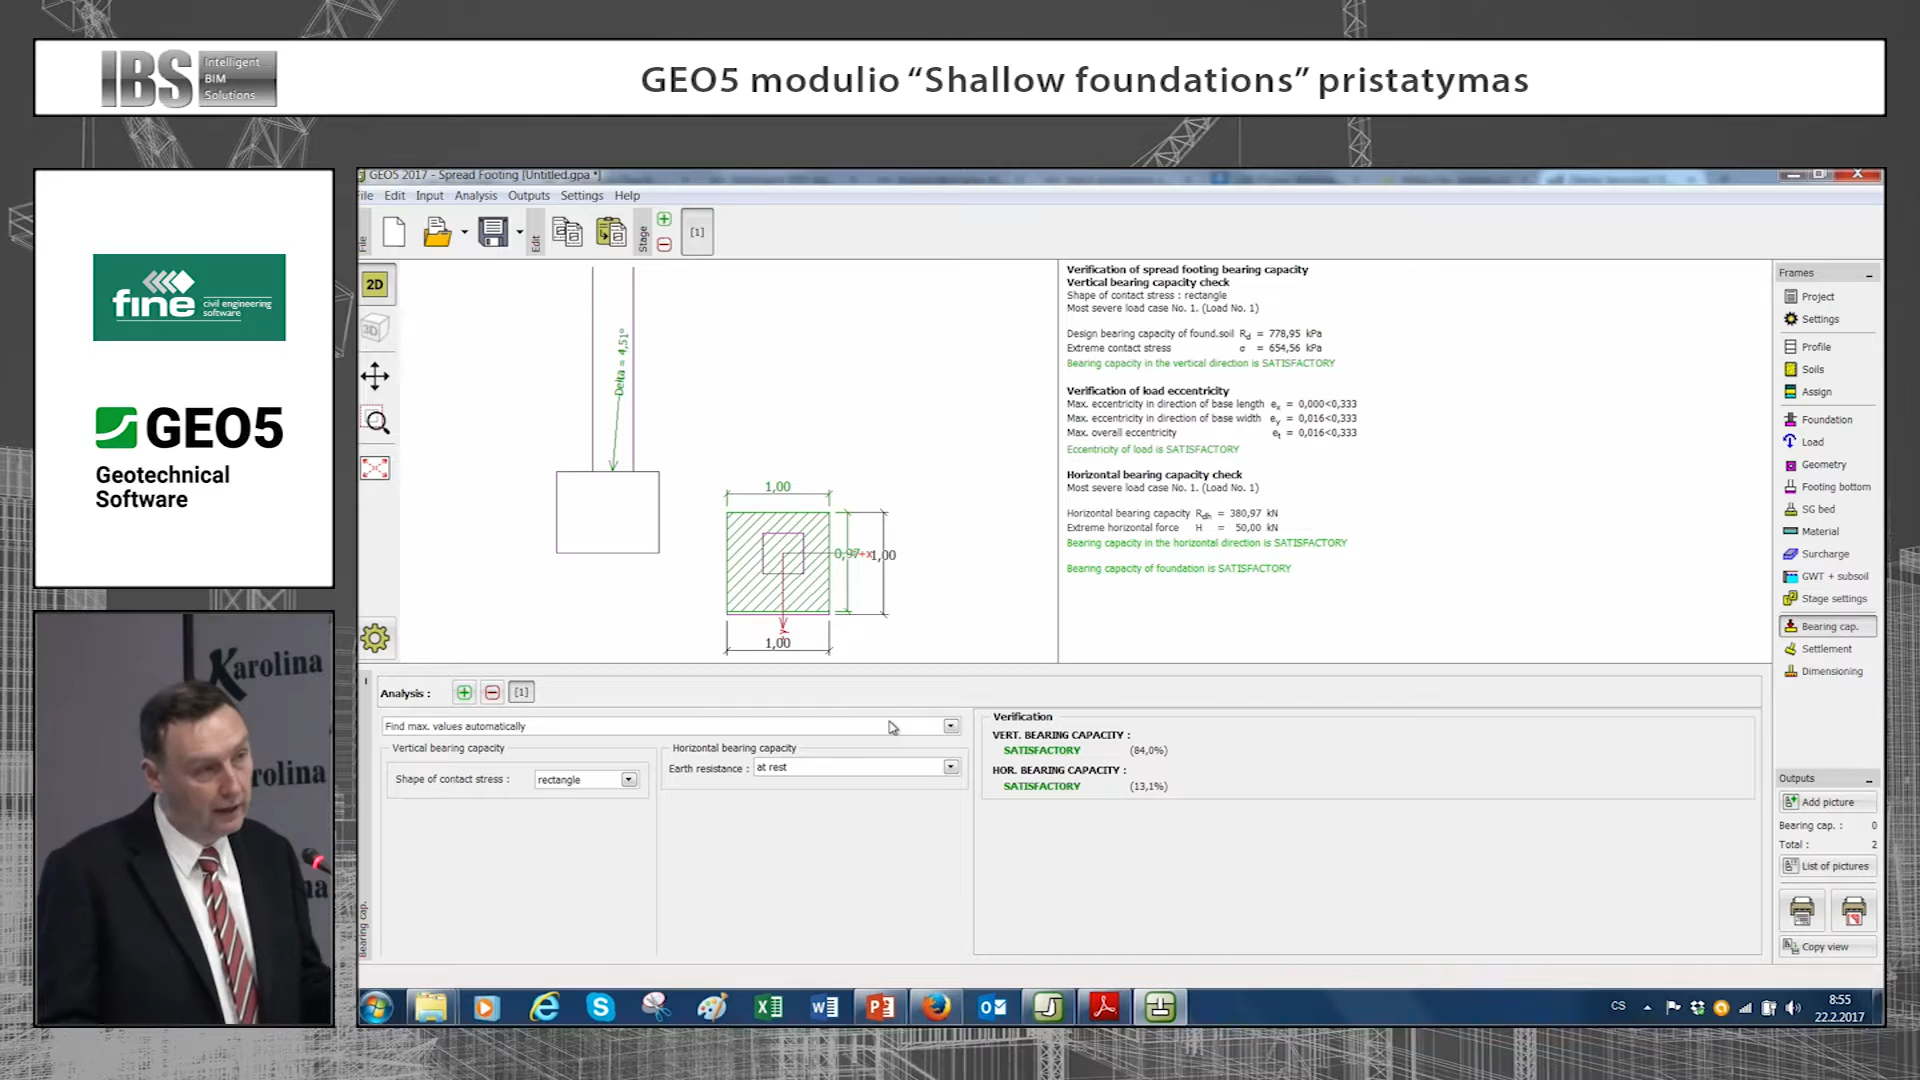 IBS Intelligent
BIM
Solutions
GEO5 modulio “Shallow foundations” pristatymas
fine civil engineering
software
GEO5
Geotechnical
Software
Karolina
rolina
na
GEO5 2017 - Spread Footing [Untitled.gpa *]
File Edit Input Analysis Outputs Settings Help
File
Edit
Stage
[1]
2D
3D
Delta = 4,51°
1,00
0,97
+x
1,00
1,00
Verification of spread footing bearing capacity
Vertical bearing capacity check
Shape of contact stress : rectangle
Most severe load case No. 1. (Load No. 1)
Design bearing capacity of found.soil Rd = 778,95 kPa
Extreme contact stress σ = 654,56 kPa
Bearing capacity in the vertical direction is SATISFACTORY
Verification of load eccentricity
Max. eccentricity in direction of base length ex = 0,000<0,333
Max. eccentricity in direction of base width ey = 0,016<0,333
Max. overall eccentricity et = 0,016<0,333
Eccentricity of load is SATISFACTORY
Horizontal bearing capacity check
Most severe load case No. 1. (Load No. 1)
Horizontal bearing capacity Rdh = 380,97 kN
Extreme horizontal force H = 50,00 kN
Bearing capacity in the horizontal direction is SATISFACTORY
Bearing capacity of foundation is SATISFACTORY
Frames
Project
Settings
Profile
Soils
Assign
Foundation
Load
Geometry
Footing bottom
SG bed
Material
Surcharge
GWT + subsoil
Stage settings
Bearing cap.
Settlement
Dimensioning
Analysis : [1]
Find max. values automatically
Vertical bearing capacity
Shape of contact stress : rectangle
Horizontal bearing capacity
Earth resistance : at rest
Verification
VERT. BEARING CAPACITY :
SATISFACTORY (84,0%)
HOR. BEARING CAPACITY :
SATISFACTORY (13,1%)
Bearing cap.
Outputs
Add picture
Bearing cap. : 0
Total : 2
List of pictures
Copy view
CS
8:55
22.2.2017